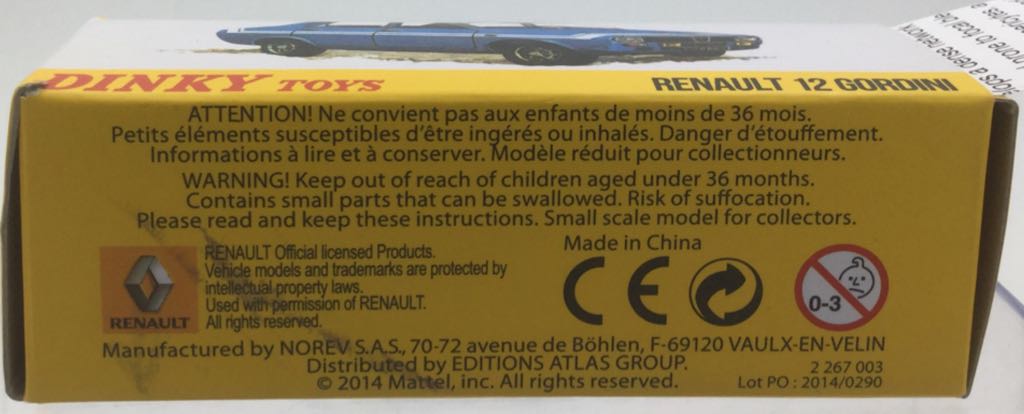 DINKY TOYS RENAULT 12 GORDINI
ATTENTION! Ne convient pas aux enfants de moins de 36 mois.
Petits éléments susceptibles d'être ingérés ou inhalés. Danger d'étouffement.
Informations à lire et à conserver. Modèle réduit pour collectionneurs.
WARNING! Keep out of reach of children aged under 36 months.
Contains small parts that can be swallowed. Risk of suffocation.
Please read and keep these instructions. Small scale model for collectors.
RENAULT Official licensed Products.
Vehicle models and trademarks are protected by
intellectual property laws.
Used with permission of RENAULT.
All rights reserved.
RENAULT
Made in China
CE
0-3
Manufactured by NOREV S.A.S., 70-72 avenue de Böhlen, F-69120 VAULX-EN-VELIN
Distributed by EDITIONS ATLAS GROUP.
© 2014 Mattel, inc. All rights reserved.
2 267 003
Lot PO : 2014/0290